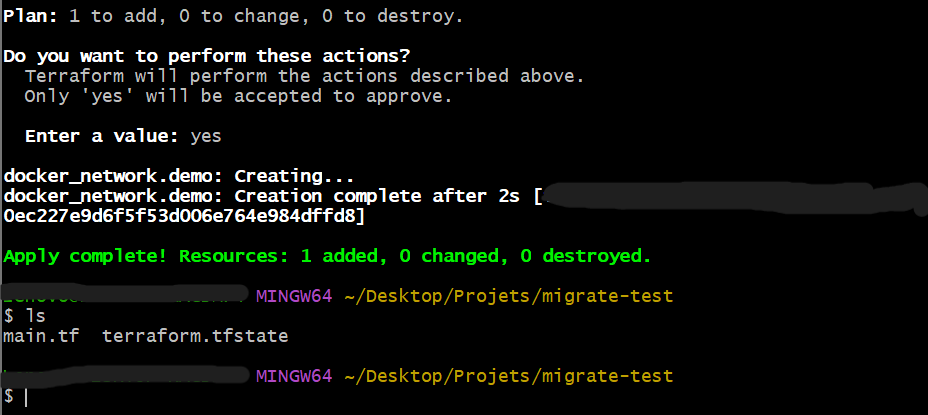 Plan: 1 to add, 0 to change, 0 to destroy.
Do you want to perform these actions?
Terraform will perform the actions described above.
Only 'yes' will be accepted to approve.
Enter a value: yes
docker_network.demo: Creating...
docker_network.demo: Creation complete after 2s [
0ec227e9d6f5f53d006e764e984dffd8]
Apply complete! Resources: 1 added, 0 changed, 0 destroyed.
MINGW64 ~/Desktop/Projets/migrate-test
$ ls
main.tf  terraform.tfstate
MINGW64 ~/Desktop/Projets/migrate-test
$